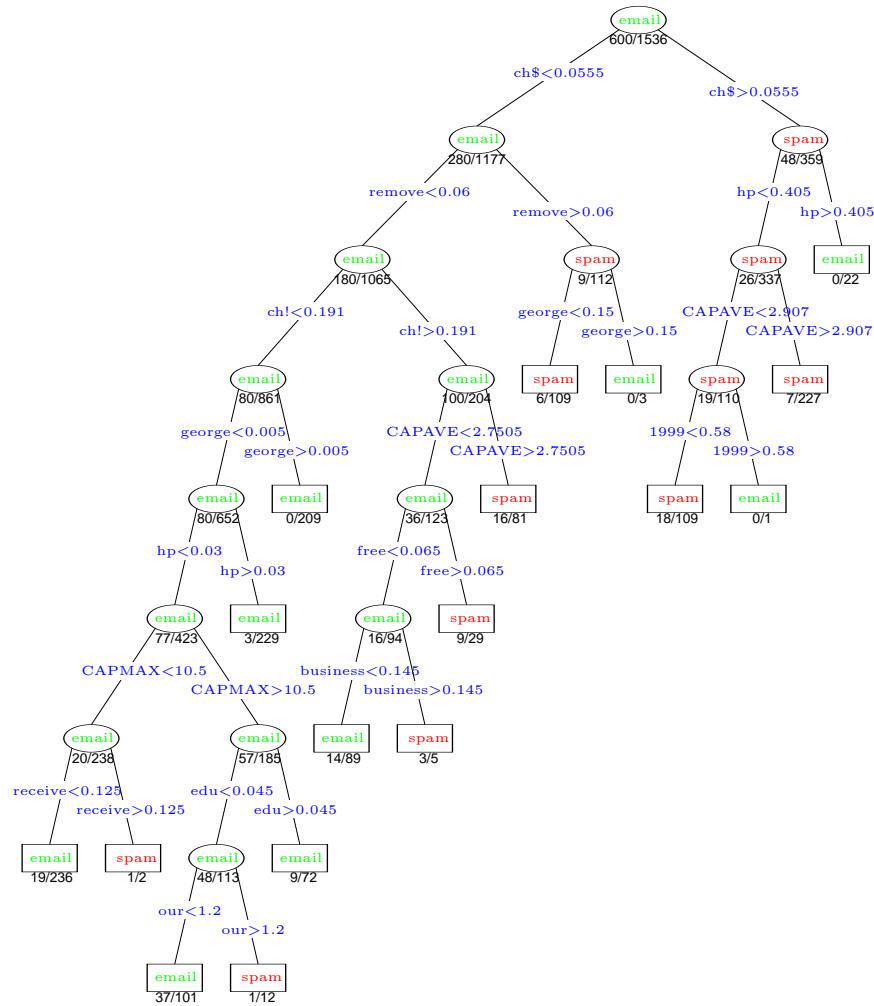 email
600/1536
ch$<0.0555
ch$>0.0555
email
280/1177
spam
48/359
remove<0.06
remove>0.06
hp<0.405
hp>0.405
email
180/1065
spam
9/112
spam
26/337
email
0/22
ch!<0.191
ch!>0.191
george<0.15
george>0.15
CAPAVE<2.907
CAPAVE>2.907
email
80/861
email
100/204
spam
6/109
email
0/3
spam
19/110
spam
7/227
george<0.005
george>0.005
CAPAVE<2.7505
CAPAVE>2.7505
1999<0.58
1999>0.58
email
80/652
email
0/209
email
36/123
spam
16/81
spam
18/109
email
0/1
hp<0.03
hp>0.03
free<0.065
free>0.065
email
77/423
email
3/229
email
16/94
spam
9/29
CAPMAX<10.5
CAPMAX>10.5
business<0.145
business>0.145
email
20/238
email
57/185
email
14/89
spam
3/5
receive<0.125
receive>0.125
edu<0.045
edu>0.045
email
19/236
spam
1/2
email
48/113
email
9/72
our<1.2
our>1.2
email
37/101
spam
1/12